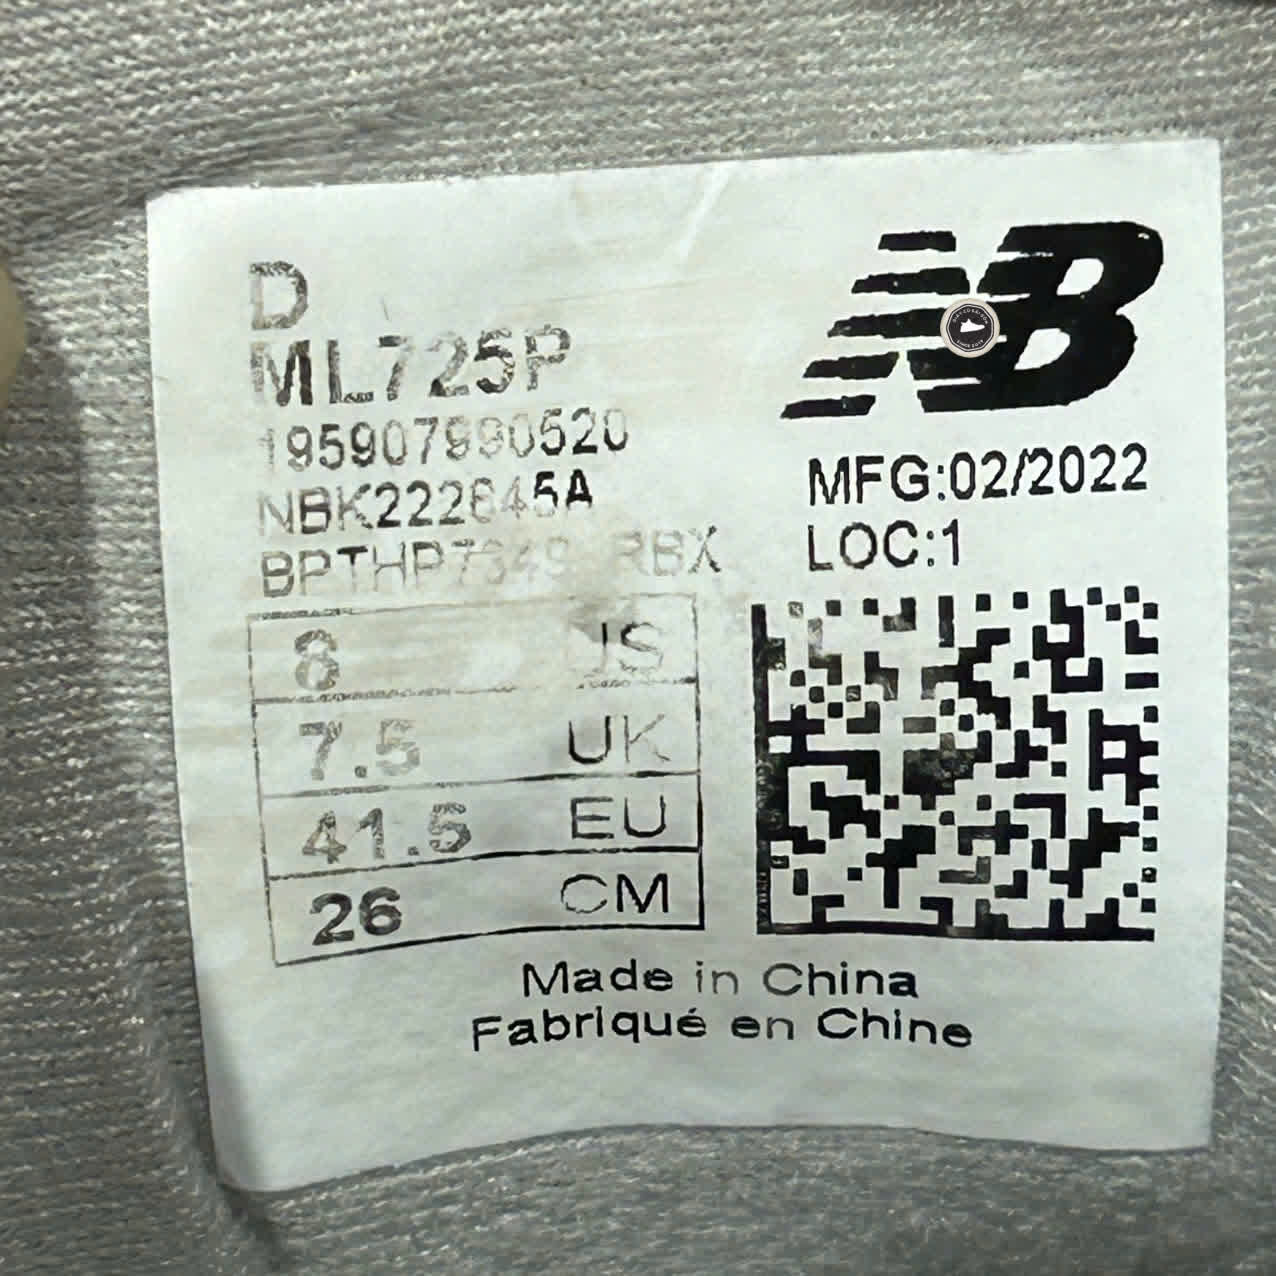 D
ML725P
195907990520
NBK222645A
NB
MFG:02/2022
LOC:1
8 US
7.5 UK
41.5 EU
26 CM
Made in China
Fabriqué en Chine